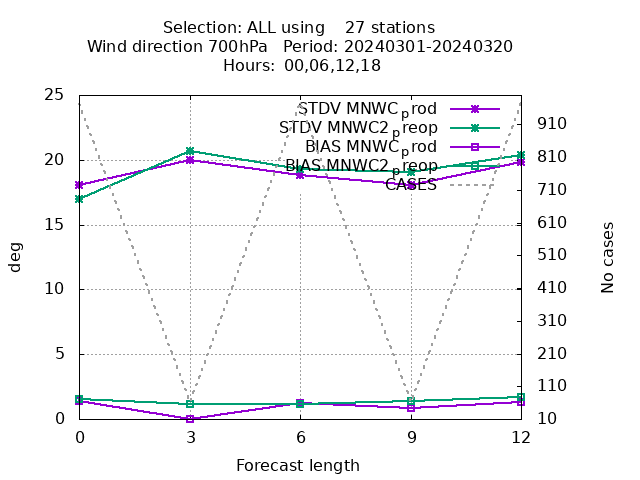 Selection: ALL using 27 stations
Wind direction 700hPa Period: 20240301-20240320
Hours: 00,06,12,18
25
20
15
10
5
0
deg
STDV MNWC_prod
STDV MNWC2_preop
BIAS MNWC_prod
BIAS MNWC2_preop
CASES
910
810
710
610
510
410
310
210
110
10
No cases
0 3 6 9 12
Forecast length